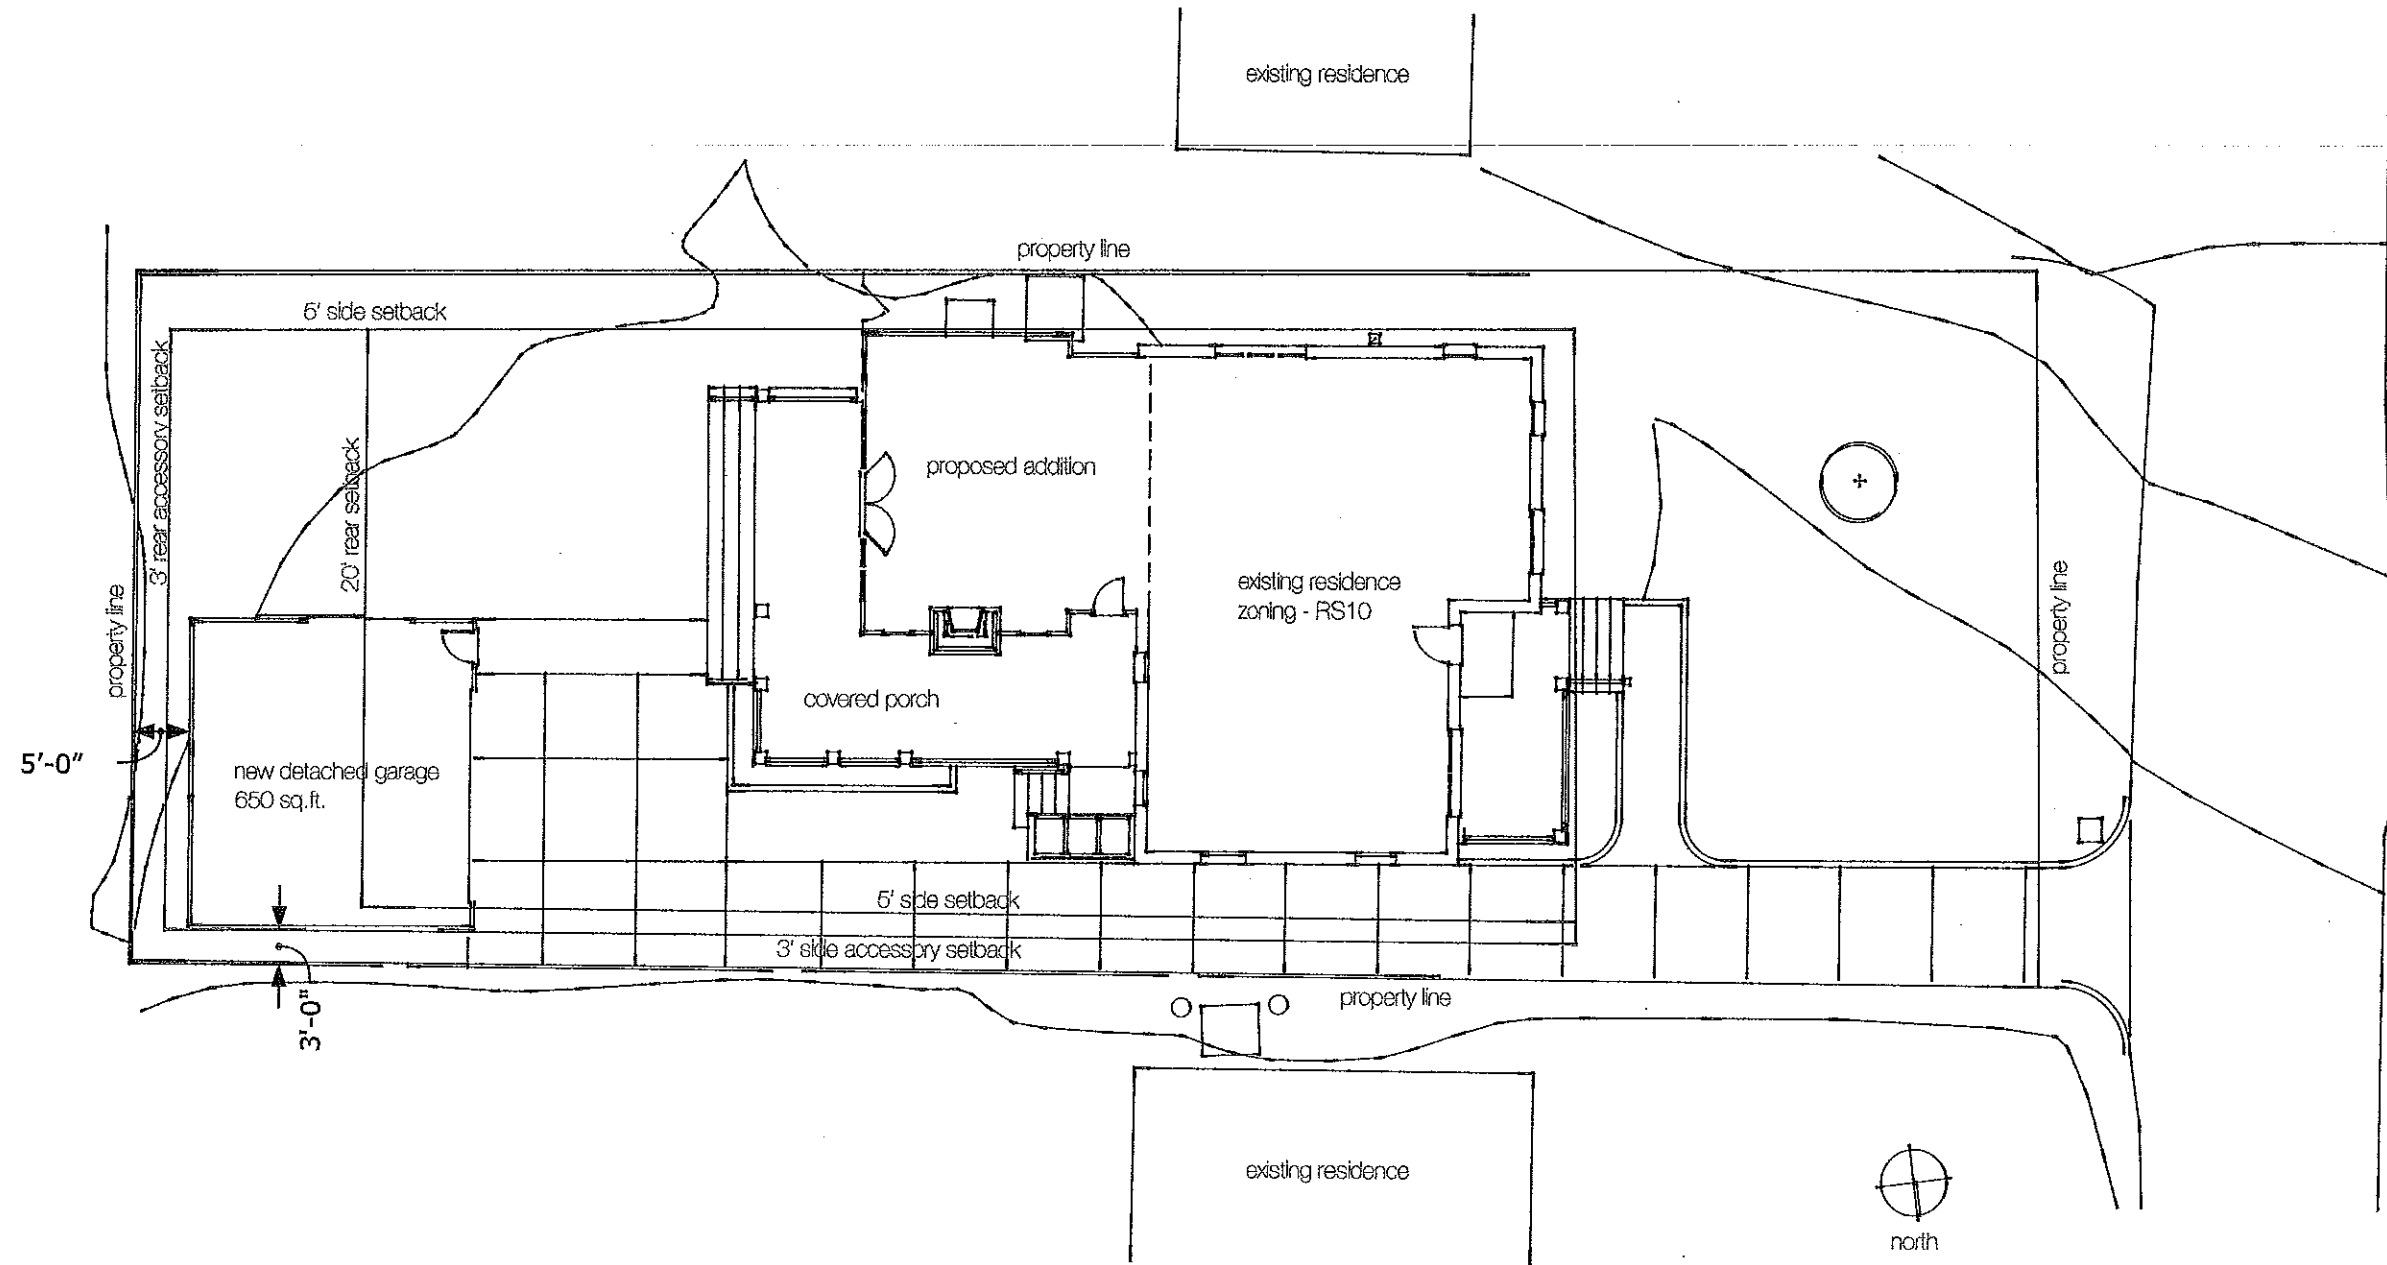 existing residence
property line
5' side setback
3' rear accessory setback
20' rear setback
proposed addition
existing residence
zoning - RS10
property line
property line
covered porch
5'-0"
new detached garage
650 sq.ft.
5' side setback
3' side accessory setback
3'-0"
property line
existing residence
north